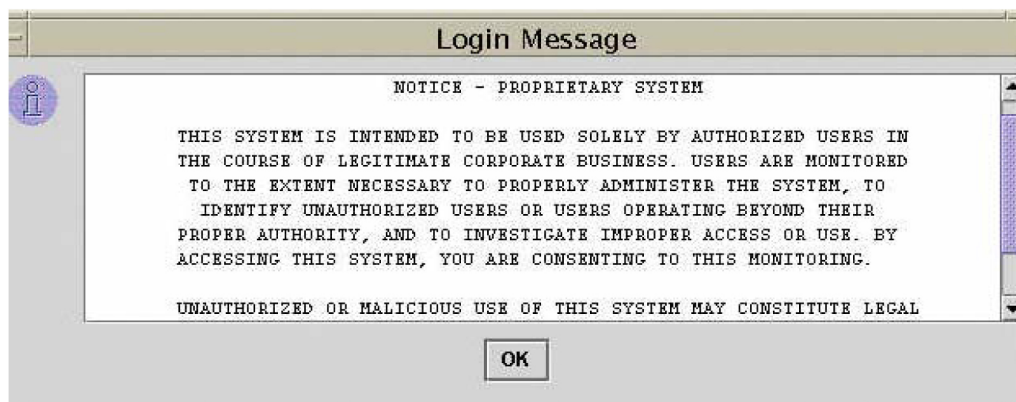 Login Message
NOTICE - PROPRIETARY SYSTEM
THIS SYSTEM IS INTENDED TO BE USED SOLELY BY AUTHORIZED USERS IN
THE COURSE OF LEGITIMATE CORPORATE BUSINESS. USERS ARE MONITORED
TO THE EXTENT NECESSARY TO PROPERLY ADMINISTER THE SYSTEM, TO
IDENTIFY UNAUTHORIZED USERS OR USERS OPERATING BEYOND THEIR
PROPER AUTHORITY, AND TO INVESTIGATE IMPROPER ACCESS OR USE. BY
ACCESSING THIS SYSTEM, YOU ARE CONSENTING TO THIS MONITORING.
UNAUTHORIZED OR MALICIOUS USE OF THIS SYSTEM MAY CONSTITUTE LEGAL
OK